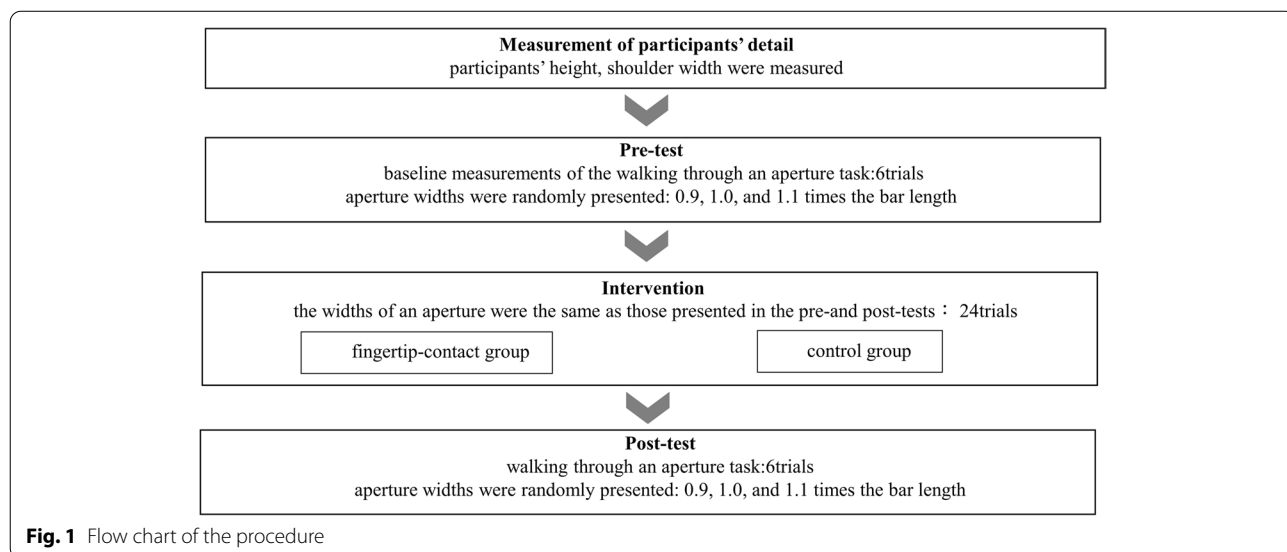 Measurement of participants' detail
participants' height, shoulder width were measured
Pre-test
baseline measurements of the walking through an aperture task:6trials
aperture widths were randomly presented: 0.9, 1.0, and 1.1 times the bar length
Intervention
the widths of an aperture were the same as those presented in the pre-and post-tests：24trials
fingertip-contact group
control group
Post-test
walking through an aperture task:6trials
aperture widths were randomly presented: 0.9, 1.0, and 1.1 times the bar length
Fig. 1 Flow chart of the procedure